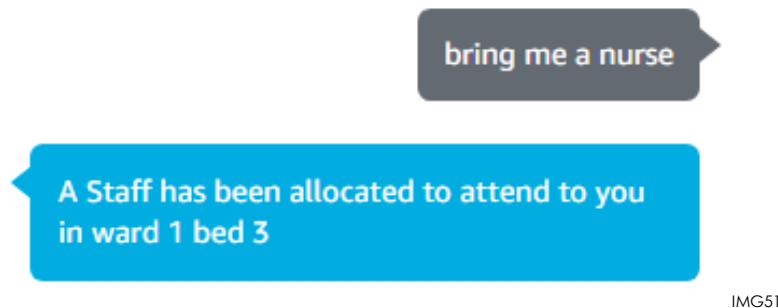 bring me a nurse
A Staff has been allocated to attend to you
in ward 1 bed 3
IMG51